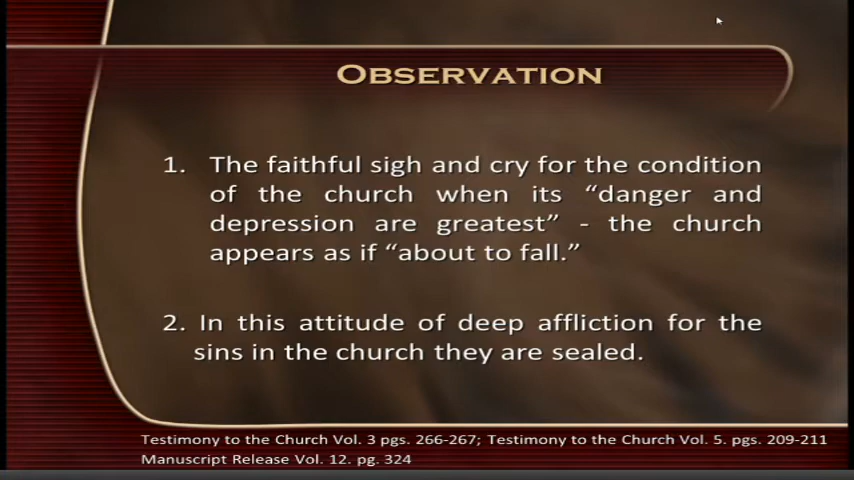 OBSERVATION
1. The faithful sigh and cry for the condition
of the church when its “danger and
depression are greatest” - the church
appears as if “about to fall.”
2. In this attitude of deep affliction for the
sins in the church they are sealed.
Testimony to the Church Vol. 3 pgs. 266-267; Testimony to the Church Vol. 5. pgs. 209-211
Manuscript Release Vol. 12. pg. 324